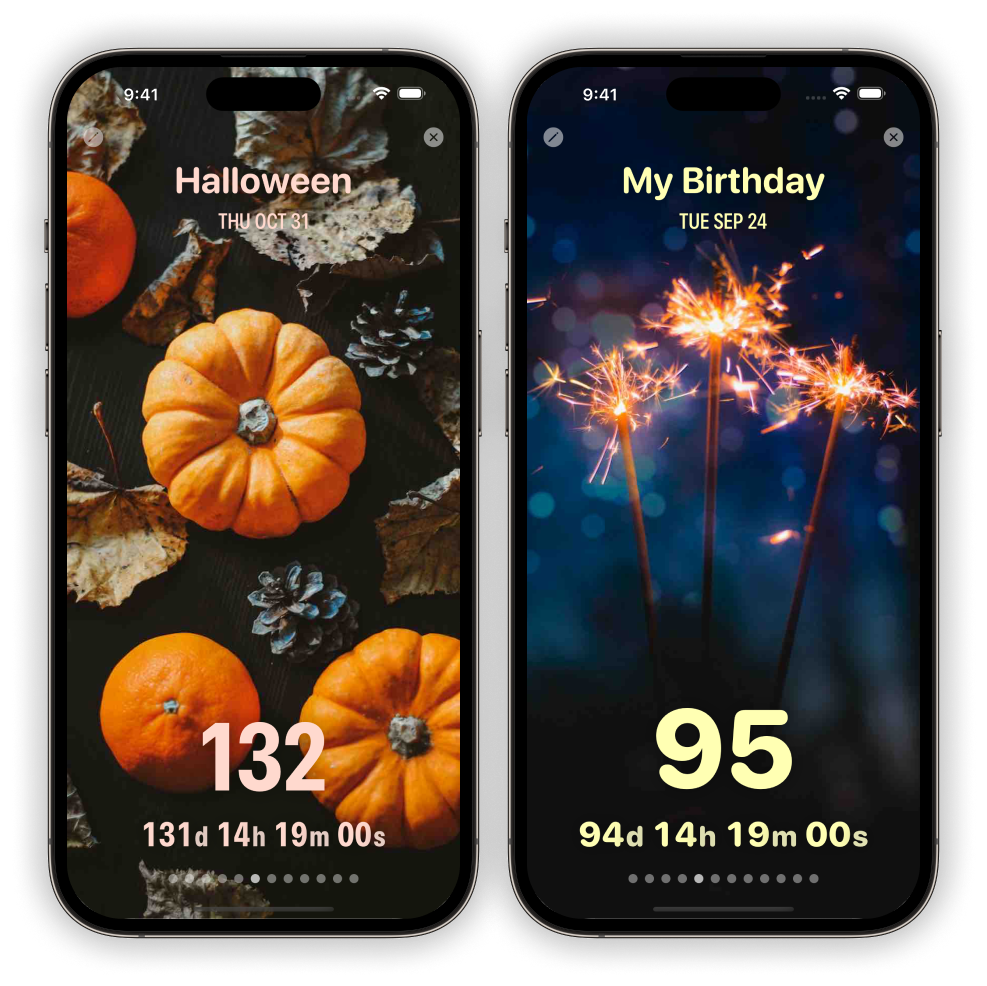 9:41
Halloween
THU OCT 31
132
131d 14h 19m 00s
9:41
My Birthday
TUE SEP 24
95
94d 14h 19m 00s